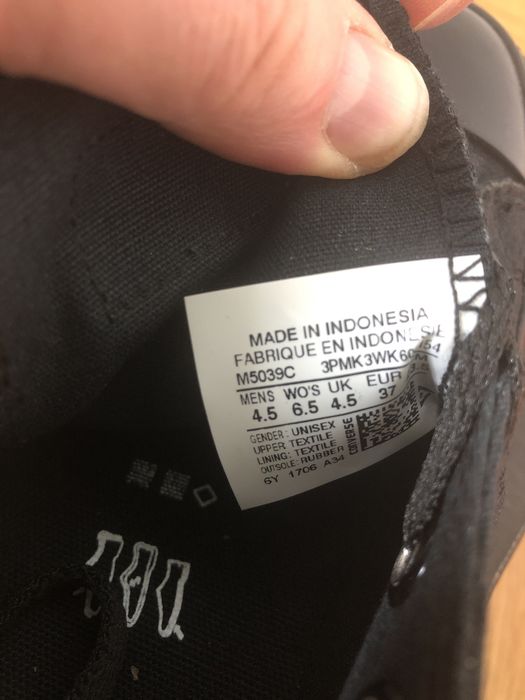 MADE IN INDONESIA
FABRIQUE EN INDONESIE
M5039C 3PMK3WK6
MENS WO'S UK EUR
4.5 6.5 4.5 37
GENDER: UNISEX
UPPER: TEXTILE
LINING: TEXTILE
OUTSOLE: RUBBER
CONVERSE
6Y 1706 A34